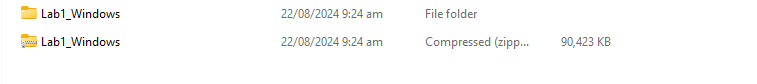 Lab1_Windows 22/08/2024 9:24 am File folder
Lab1_Windows 22/08/2024 9:24 am Compressed (zipp... 90,423 KB